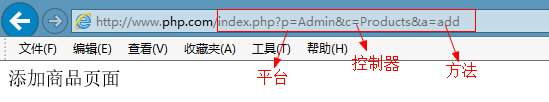 http://www.php.com/index.php?p=Admin&c=Products&a=add
文件(F) 编辑(E) 查看(V) 收藏夹(A) 工具(T) 帮助(H)
添加商品页面
平台
控制器
方法